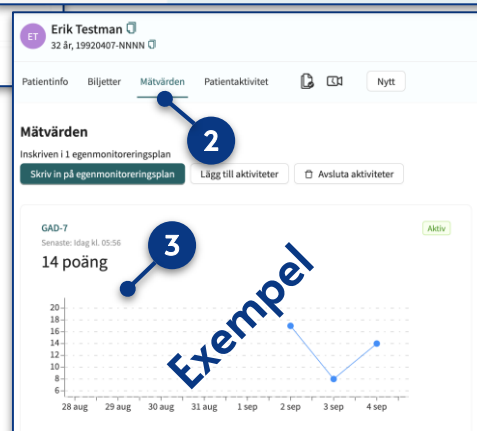 ET
Erik Testman
32 år, 19920407-NNNN
Patientinfo Biljetter Mätvärden Patientaktivitet Nytt
2
Mätvärden
Inskriven i 1 egenmonitoreringsplan
Skriv in på egenmonitoreringsplan Lägg till aktiviteter Avsluta aktiviteter
GAD-7 Aktiv
Senaste: Idag kl. 05:56
14 poäng
3
Exempel
20
18
16
14
12
10
8
6
28 aug 29 aug 30 aug 31 aug 1 sep 2 sep 3 sep 4 sep